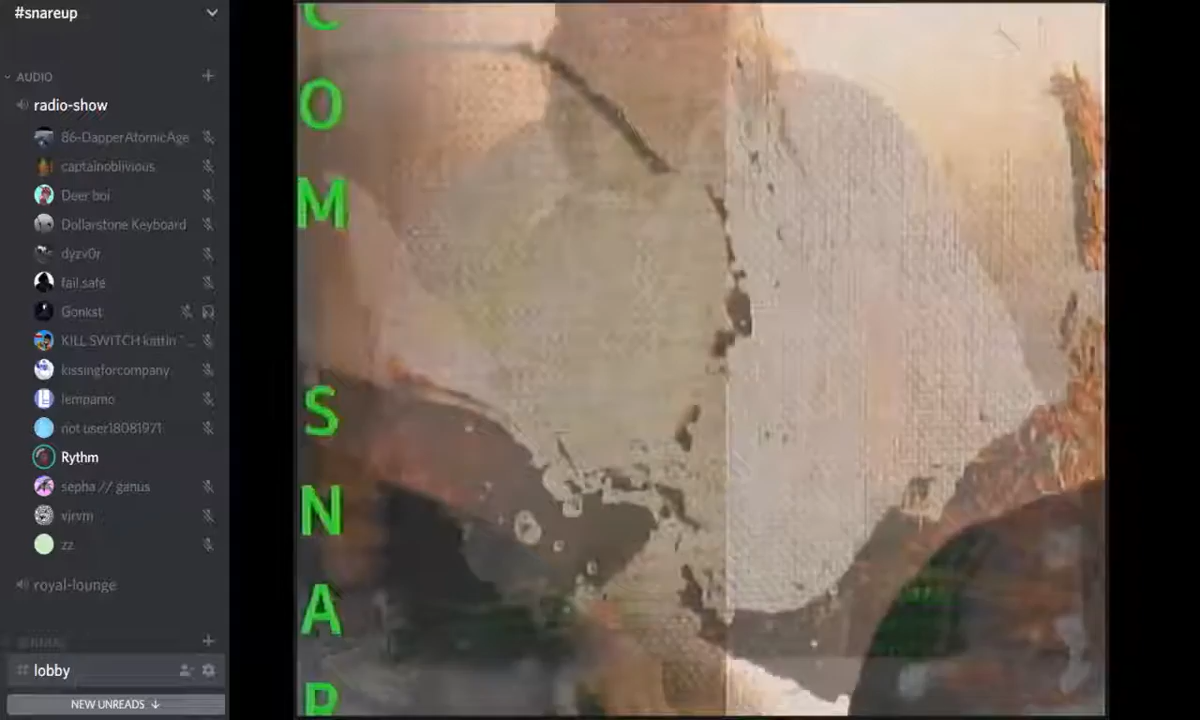 #snareup
AUDIO
radio-show
86-DapperAtomicAge
captainoblivious
Deer boi
Dollarstone Keyboard
dyzv0r
fail.safe
Gonkst
KILL SWITCH
kissingforcompany
lempamo
not user18081971
Rythm
sepha // ganus
virvm
zz
royal-lounge
lobby
NEW UNREADS ↓
C
O
M
S
N
A
R